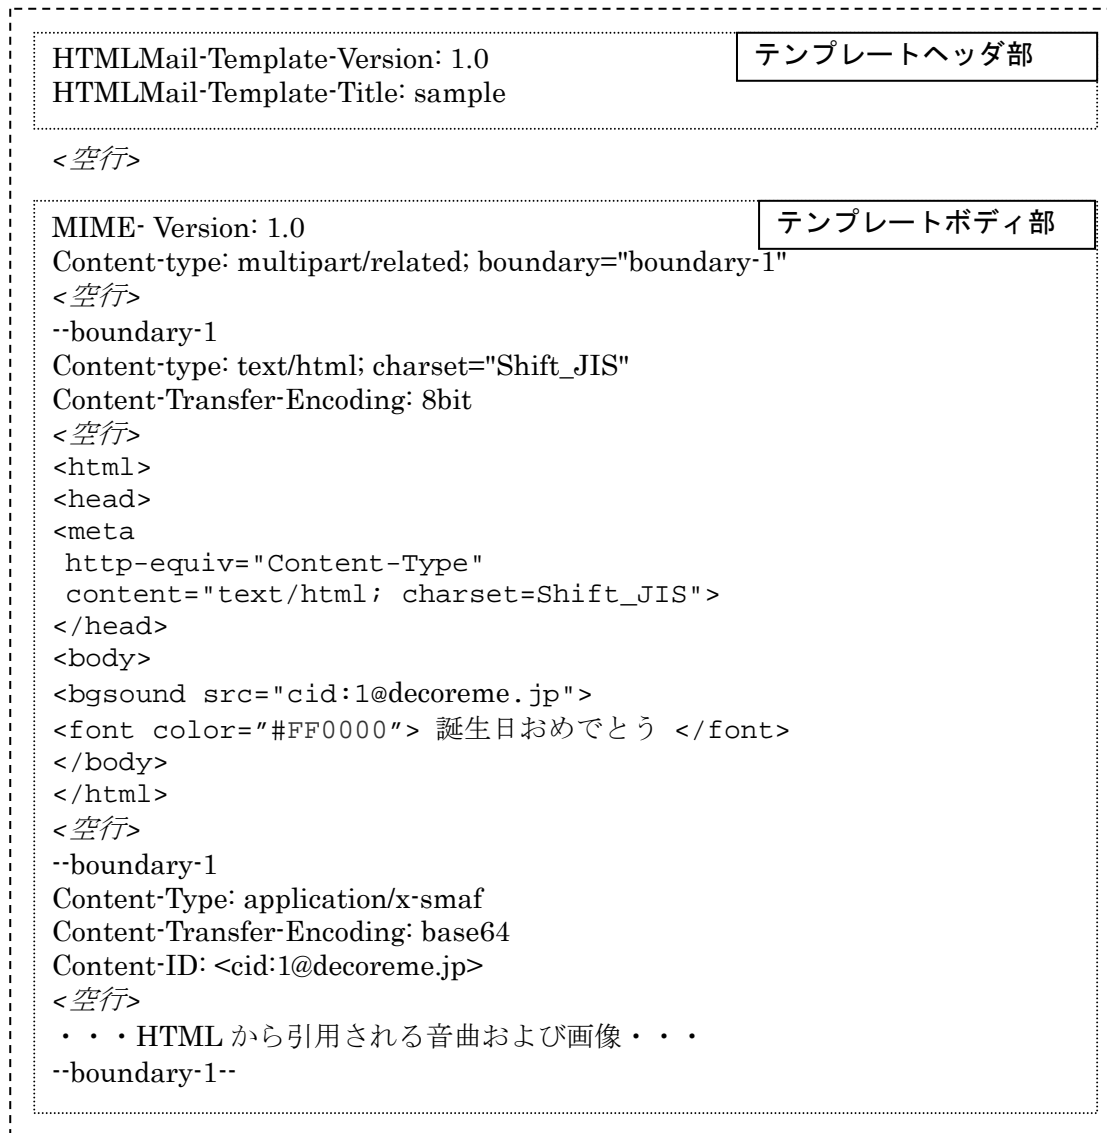 HTMLMail-Template-Version: 1.0
テンプレートヘッダ部
HTMLMail-Template-Title: sample
<空行>
MIME- Version: 1.0
テンプレートボディ部
Content-type: multipart/related; boundary="boundary-1"
<空行>
--boundary-1
Content-type: text/html; charset="Shift_JIS"
Content-Transfer-Encoding: 8bit
<空行>
<html>
<head>
<meta
http-equiv="Content-Type"
content="text/html; charset=Shift_JIS">
</head>
<body>
<bgsound src="cid:1@decoreme.jp">
<font color="#FF0000"> 誕生日おめでとう </font>
</body>
</html>
<空行>
--boundary-1
Content-Type: application/x-smaf
Content-Transfer-Encoding: base64
Content-ID: <cid:1@decoreme.jp>
<空行>
・・・HTML から引用される音曲および画像・・・
--boundary-1--